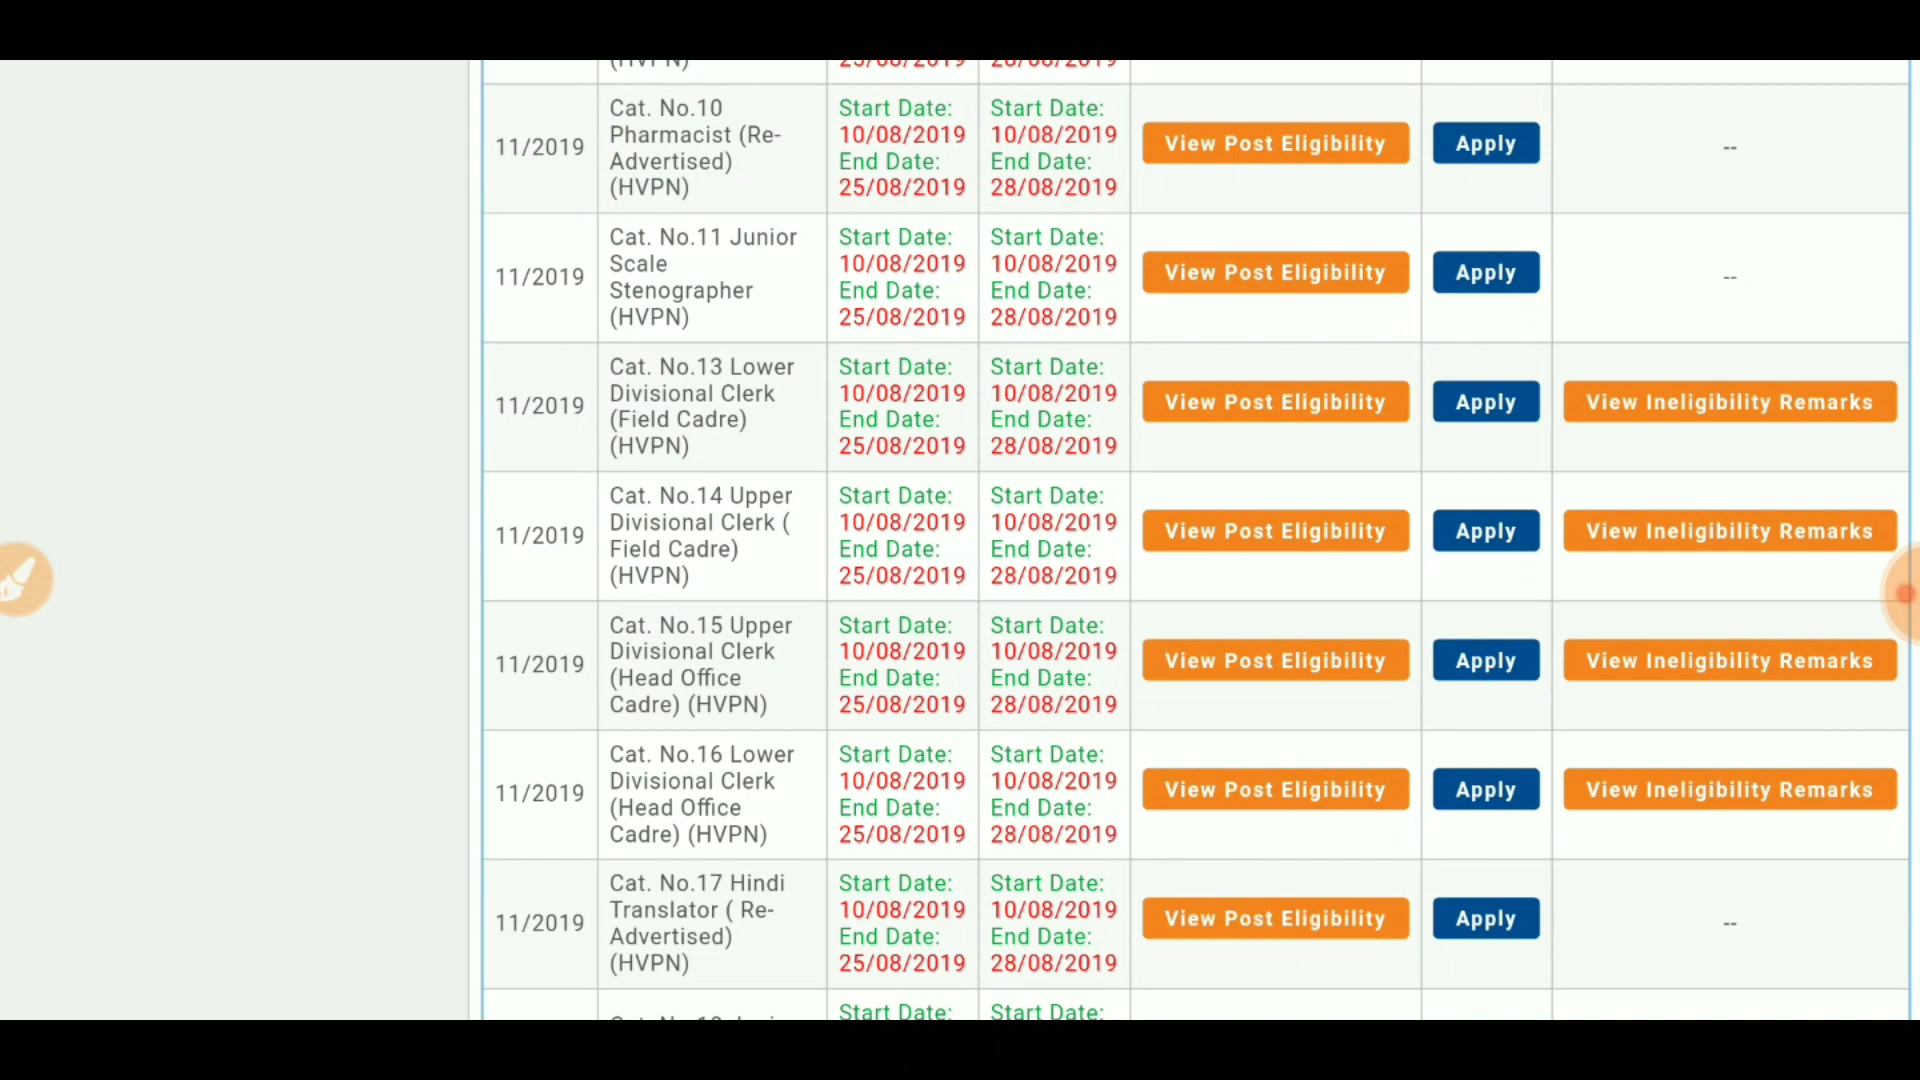 (HVPN)
25/08/2019
28/08/2019
11/2019
Cat. No.10
Pharmacist (Re-
Advertised)
(HVPN)
Start Date:
10/08/2019
End Date:
25/08/2019
Start Date:
10/08/2019
End Date:
28/08/2019
View Post Eligibility
Apply
--
11/2019
Cat. No.11 Junior
Scale
Stenographer
(HVPN)
Start Date:
10/08/2019
End Date:
25/08/2019
Start Date:
10/08/2019
End Date:
28/08/2019
View Post Eligibility
Apply
--
11/2019
Cat. No.13 Lower
Divisional Clerk
(Field Cadre)
(HVPN)
Start Date:
10/08/2019
End Date:
25/08/2019
Start Date:
10/08/2019
End Date:
28/08/2019
View Post Eligibility
Apply
View Ineligibility Remarks
11/2019
Cat. No.14 Upper
Divisional Clerk (
Field Cadre)
(HVPN)
Start Date:
10/08/2019
End Date:
25/08/2019
Start Date:
10/08/2019
End Date:
28/08/2019
View Post Eligibility
Apply
View Ineligibility Remarks
11/2019
Cat. No.15 Upper
Divisional Clerk
(Head Office
Cadre) (HVPN)
Start Date:
10/08/2019
End Date:
25/08/2019
Start Date:
10/08/2019
End Date:
28/08/2019
View Post Eligibility
Apply
View Ineligibility Remarks
11/2019
Cat. No.16 Lower
Divisional Clerk
(Head Office
Cadre) (HVPN)
Start Date:
10/08/2019
End Date:
25/08/2019
Start Date:
10/08/2019
End Date:
28/08/2019
View Post Eligibility
Apply
View Ineligibility Remarks
11/2019
Cat. No.17 Hindi
Translator ( Re-
Advertised)
(HVPN)
Start Date:
10/08/2019
End Date:
25/08/2019
Start Date:
10/08/2019
End Date:
28/08/2019
View Post Eligibility
Apply
--
Start Date:
Start Date: